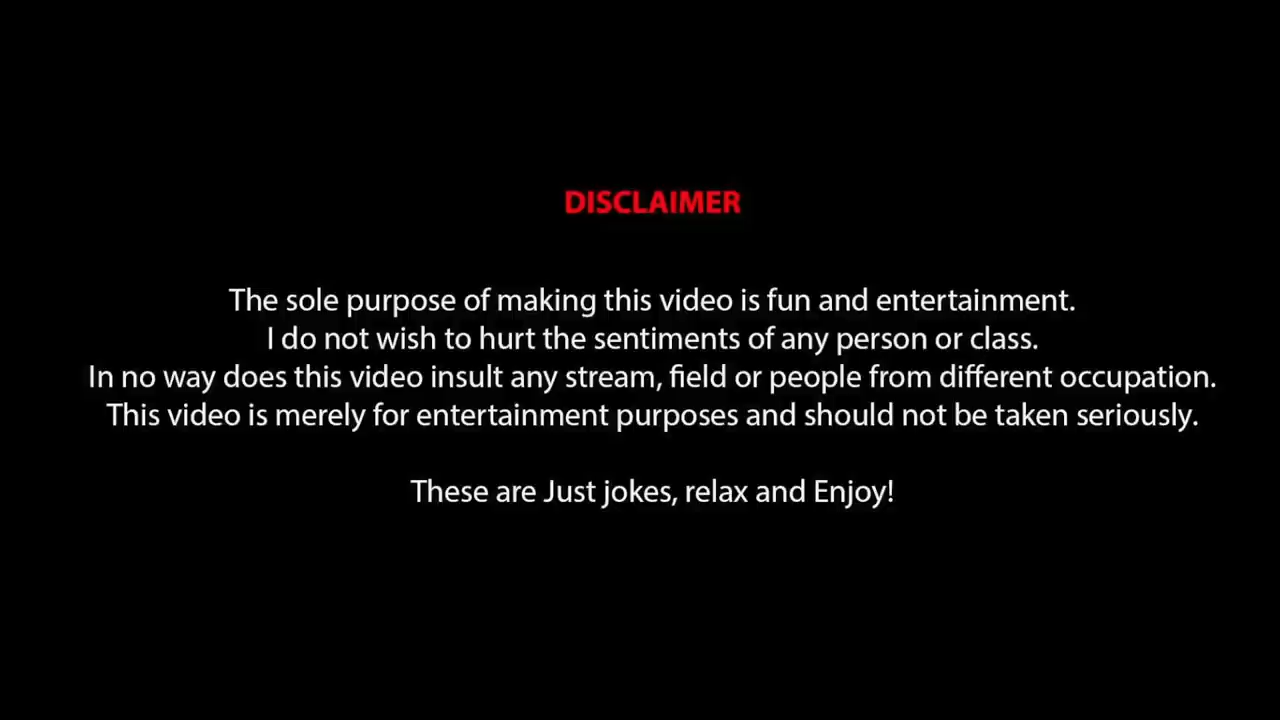 DISCLAIMER
The sole purpose of making this video is fun and entertainment.
I do not wish to hurt the sentiments of any person or class.
In no way does this video insult any stream, field or people from different occupation.
This video is merely for entertainment purposes and should not be taken seriously.
These are Just jokes, relax and Enjoy!